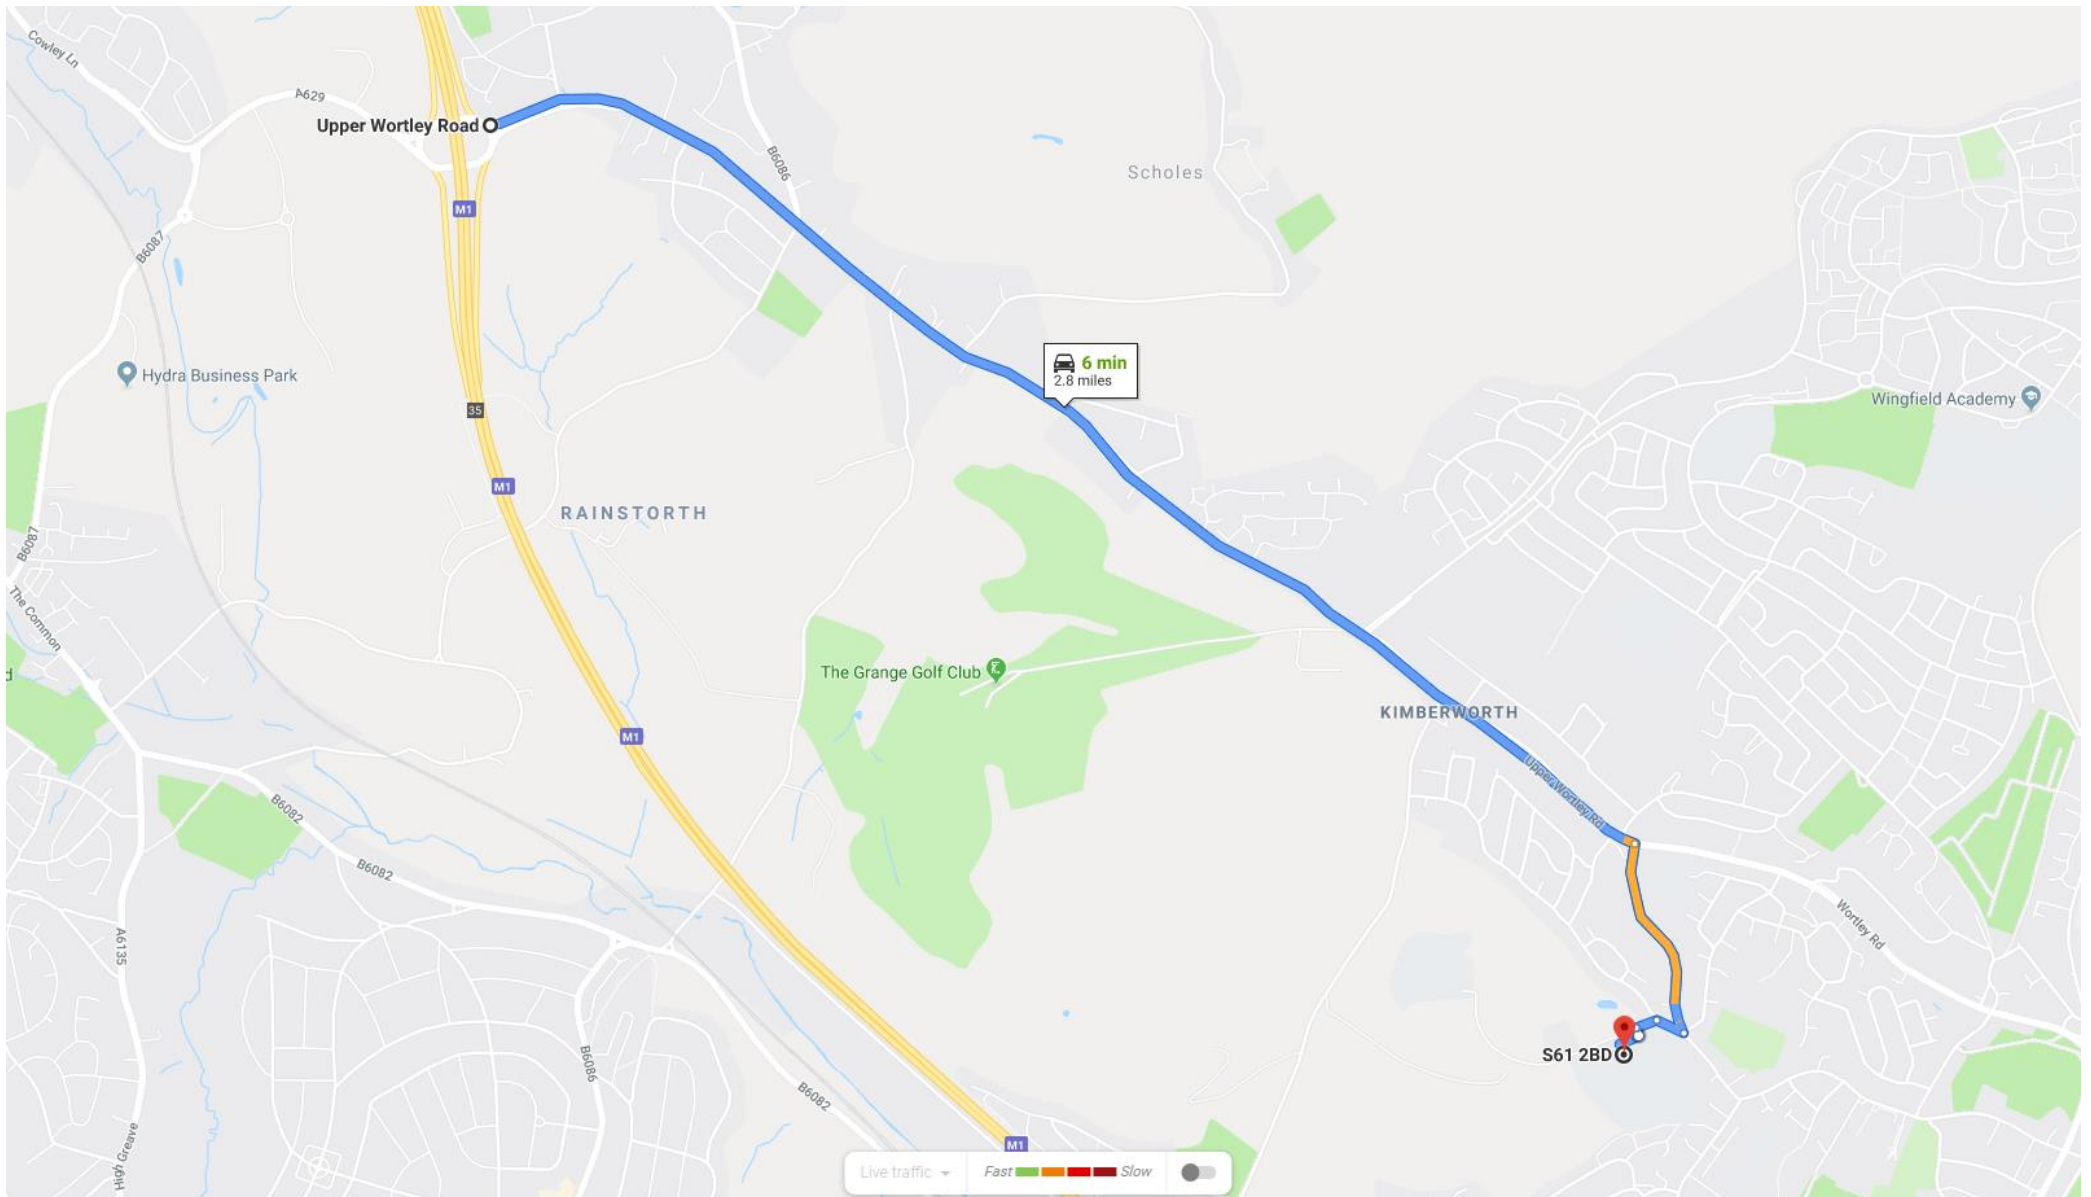 Cowley Ln
A629
Upper Wortley Road
B6086
Scholes
M1
B6087
6 min
2.8 miles
Hydra Business Park
Wingfield Academy
35
M1
RAINSTORTH
B6087
The Common
The Grange Golf Club
d
KIMBERWORTH
M1
Upper Wortley Rd
B6082
B6082
Wortley Rd
A6135
S61 2BD
B6086
B6082
High Greave
M1
Live traffic
Fast
Slow